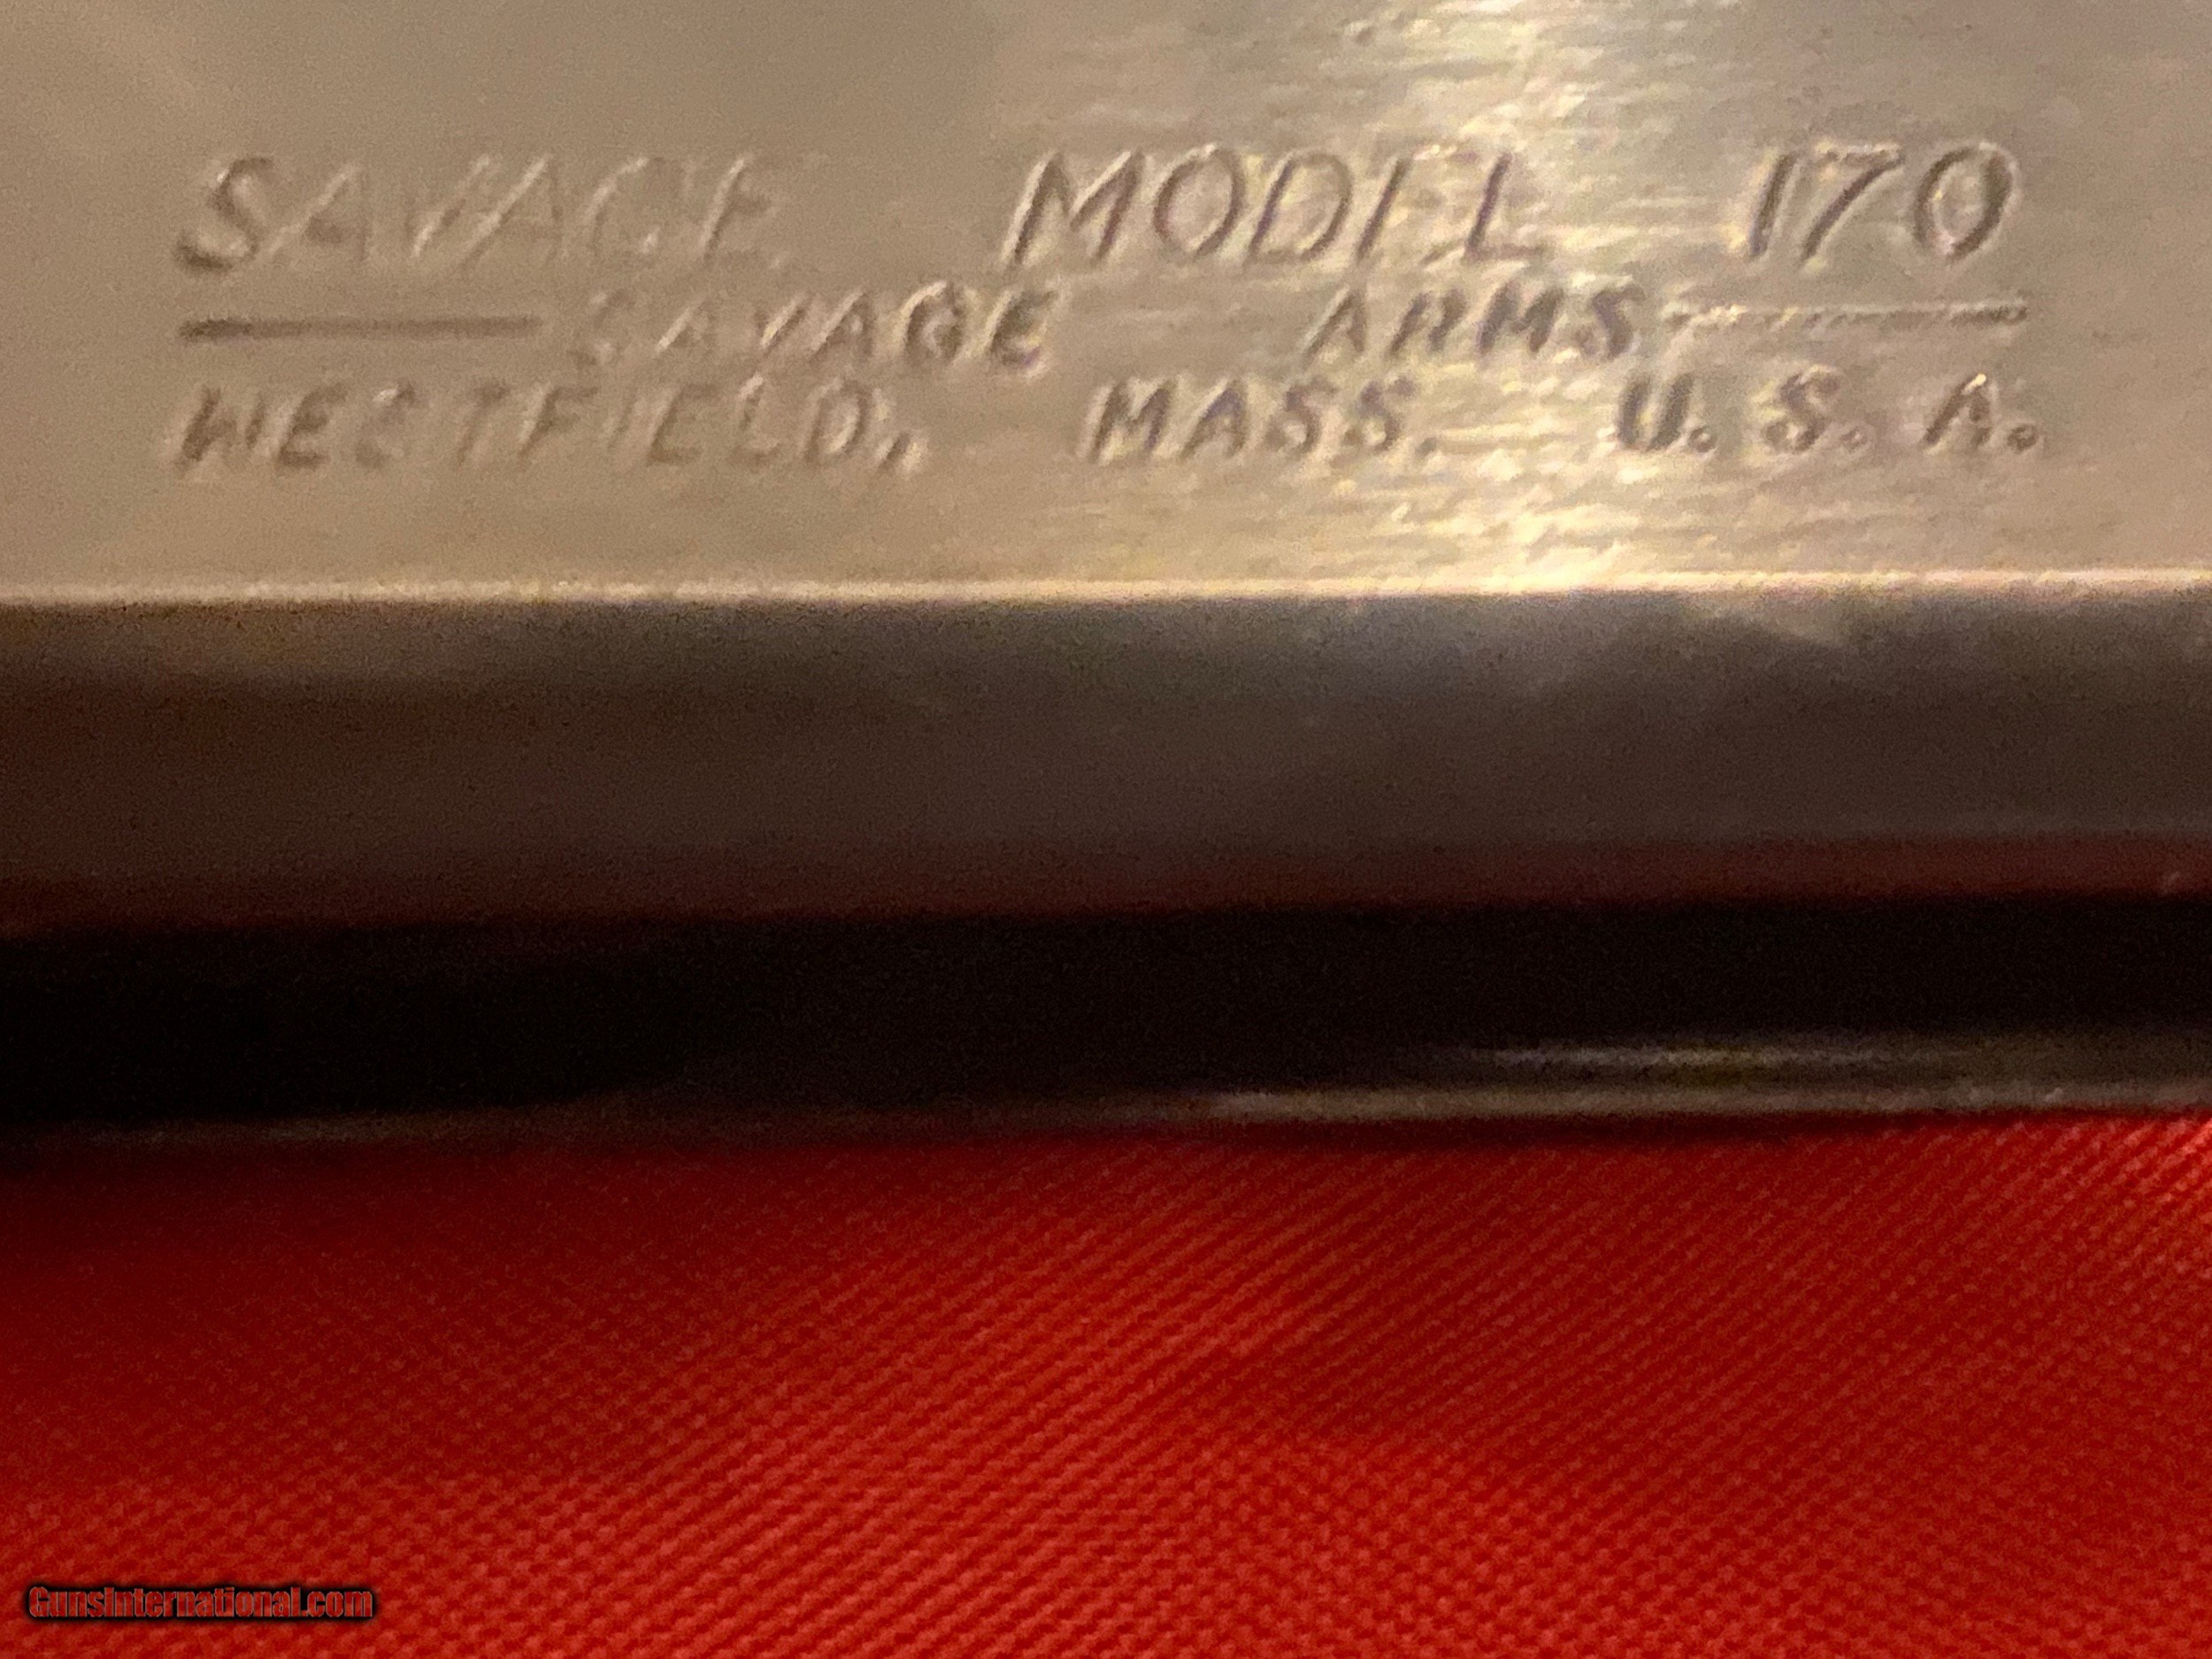 SAVAGE MODEL 170
SAVAGE ARMS
WESTFIELD, MASS. U.S.A.
GunsInternational.com